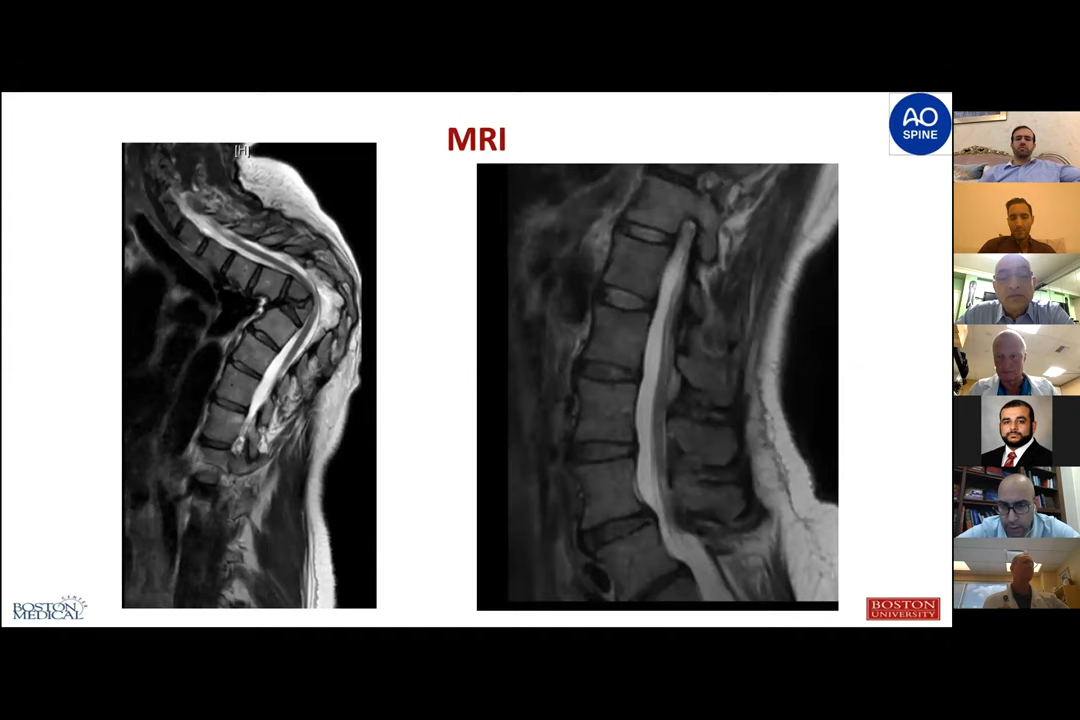 MRI
AO
SPINE
[H]
BOSTON
MEDICAL
CENTER
BOSTON
UNIVERSITY